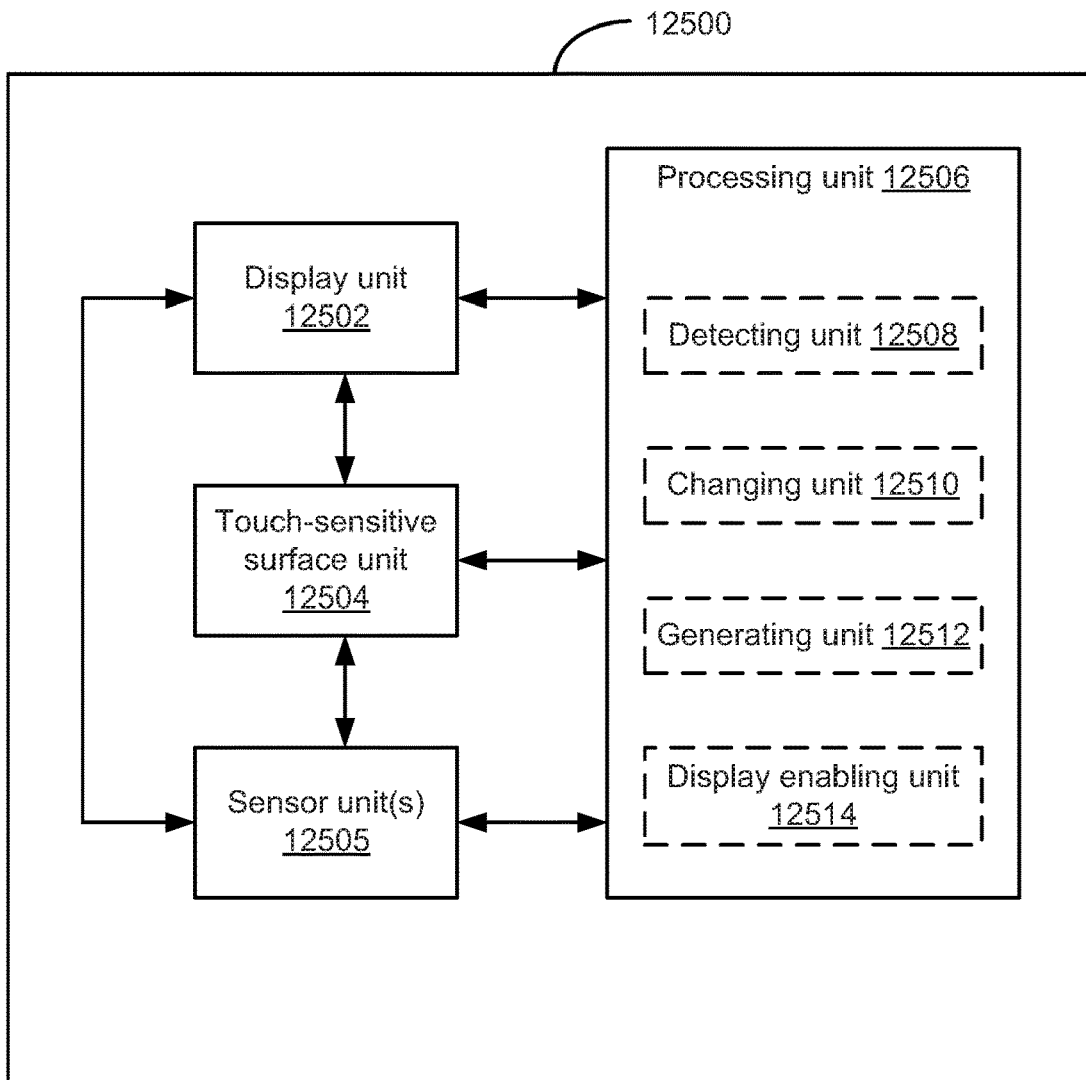 12500
Processing unit 12506
Display unit
12502
Detecting unit 12508
Changing unit 12510
Touch-sensitive
surface unit
12504
Generating unit 12512
Display enabling unit
12514
Sensor unit(s)
12505